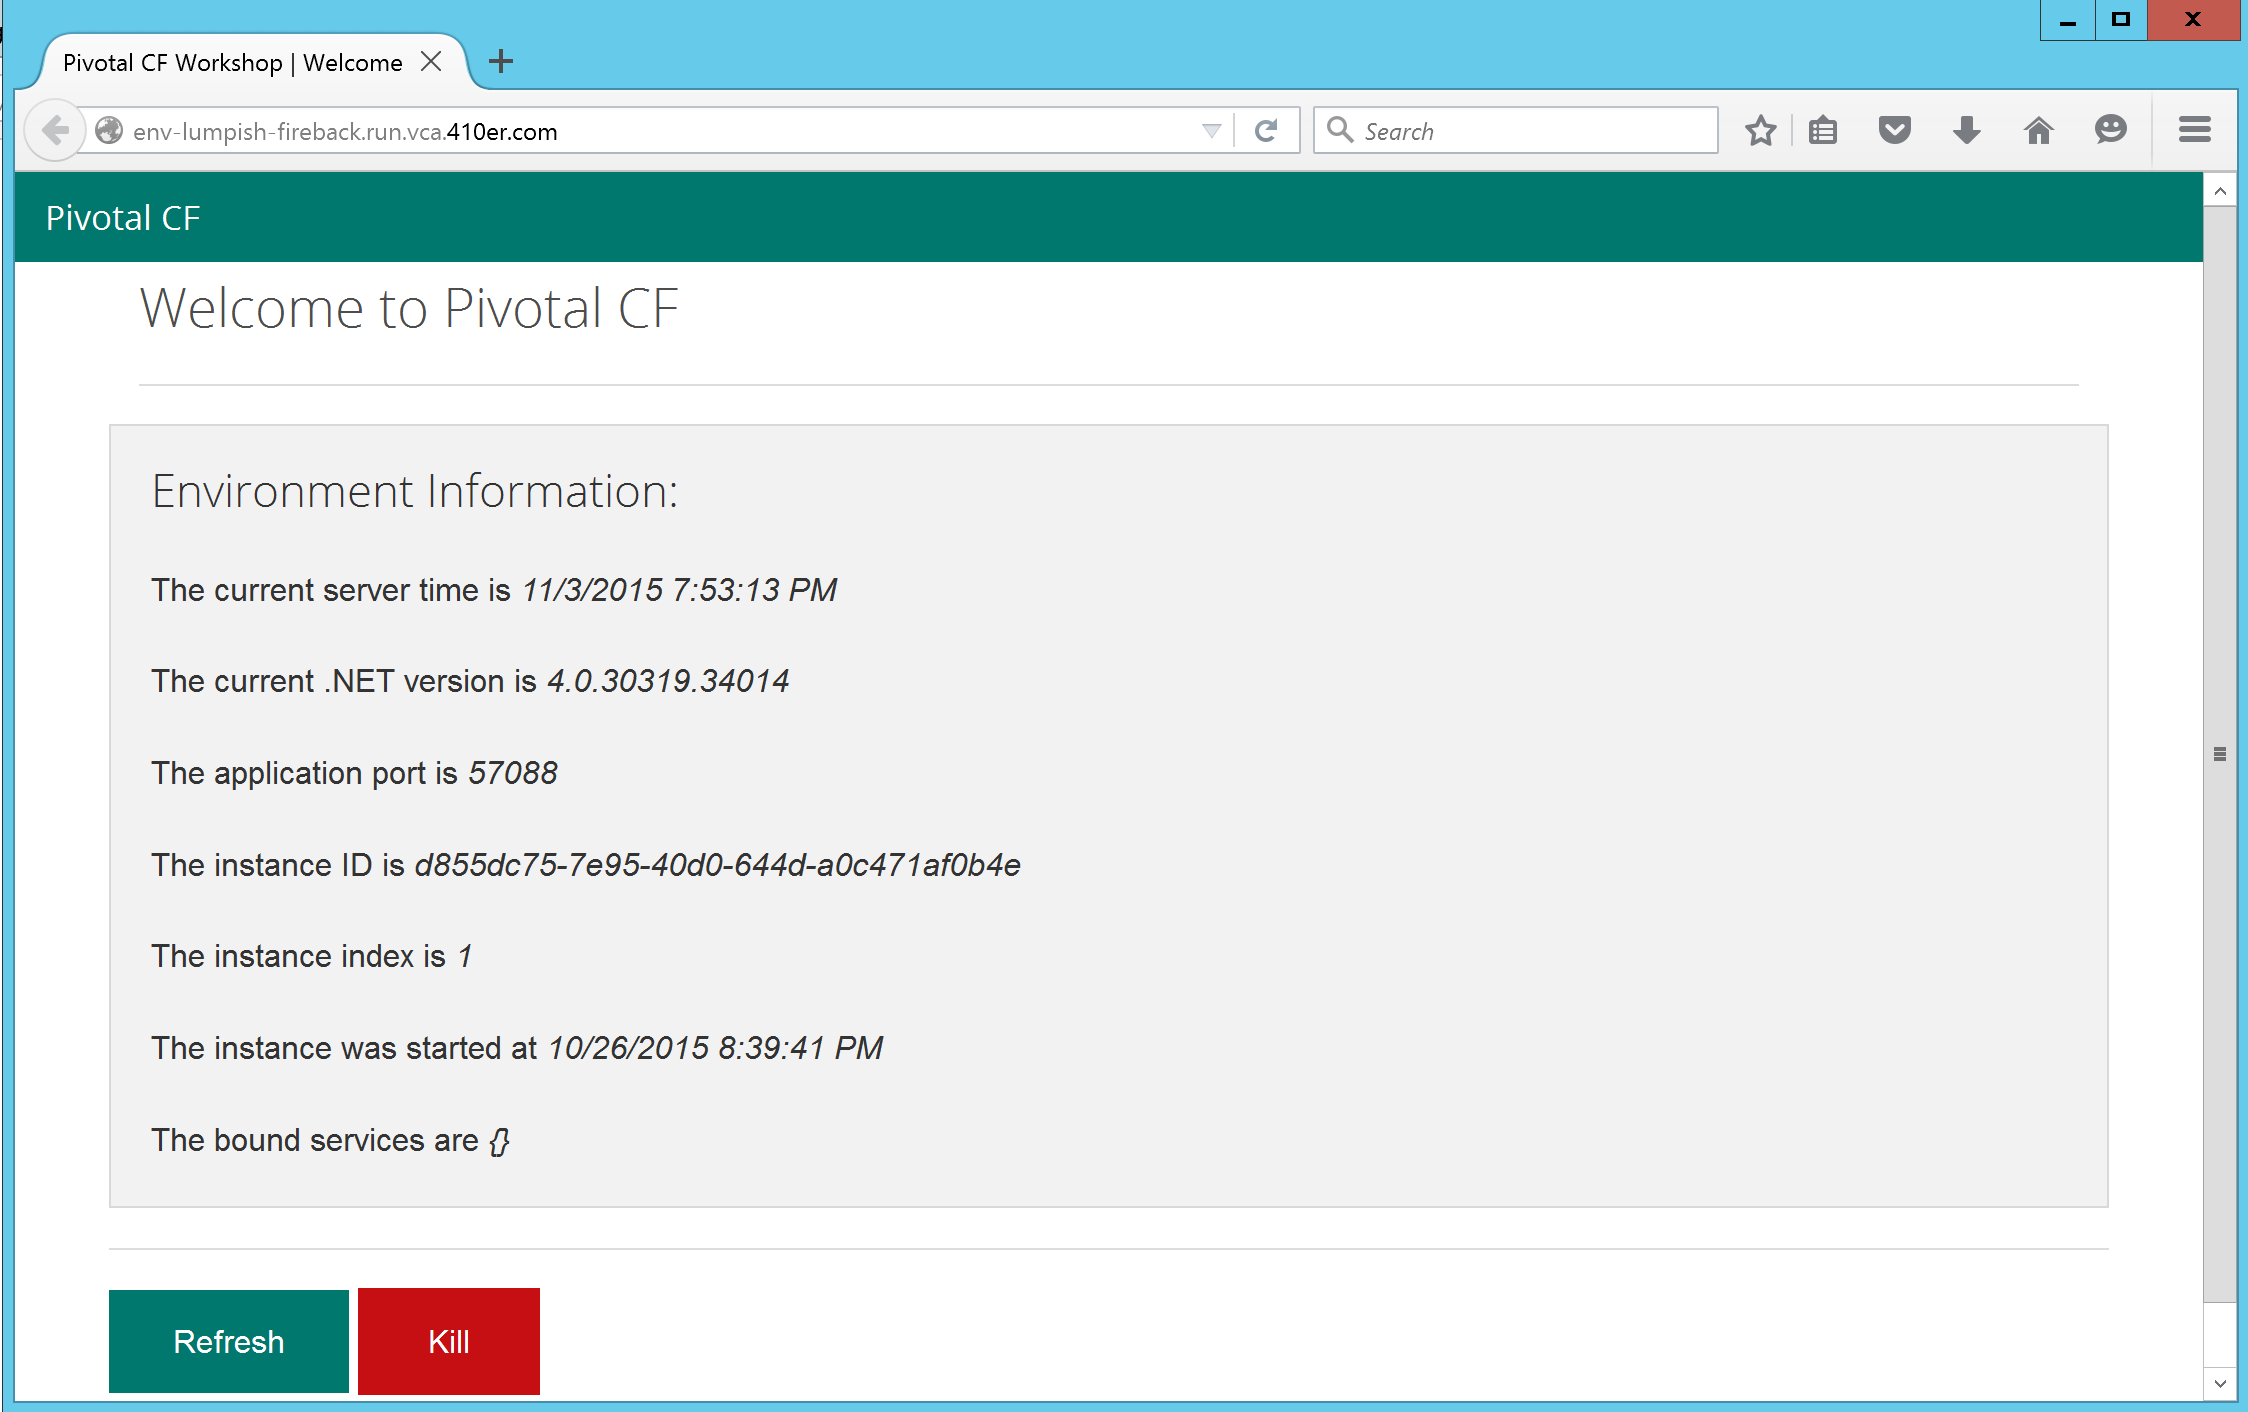 Pivotal CF Workshop | Welcome
env-lumpish-fireback.run.vca.410er.com
Search
Pivotal CF
Welcome to Pivotal CF
Environment Information:
The current server time is 11/3/2015 7:53:13 PM
The current .NET version is 4.0.30319.34014
The application port is 57088
The instance ID is d855dc75-7e95-40d0-644d-a0c471af0b4e
The instance index is 1
The instance was started at 10/26/2015 8:39:41 PM
The bound services are {}
Refresh
Kill